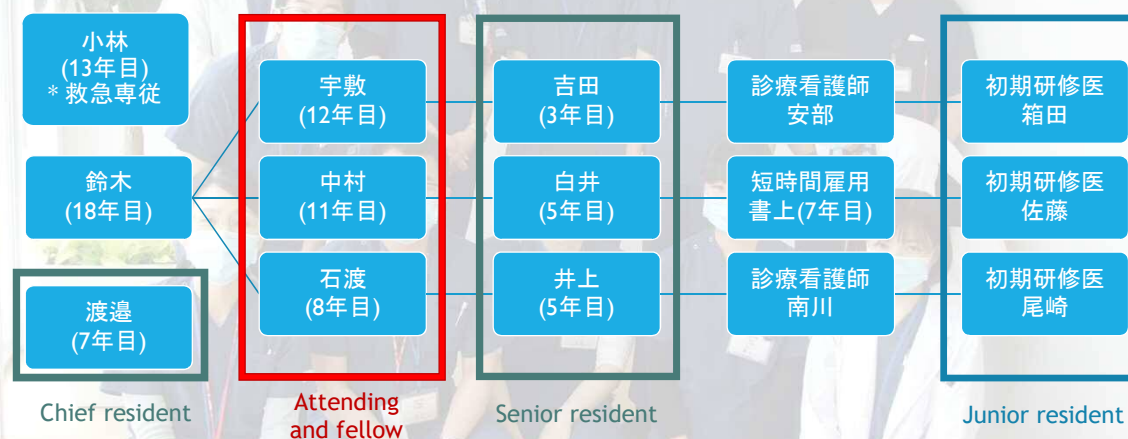 小林
(13年目)
＊救急専従
鈴木
(18年目)
渡邉
(7年目)
Chief resident
宇敷
(12年目)
中村
(11年目)
石渡
(8年目)
Attending
and fellow
吉田
(3年目)
白井
(5年目)
井上
(5年目)
Senior resident
診療看護師
安部
短時間雇用
書上(7年目)
診療看護師
南川
初期研修医
箱田
初期研修医
佐藤
初期研修医
尾崎
Junior resident